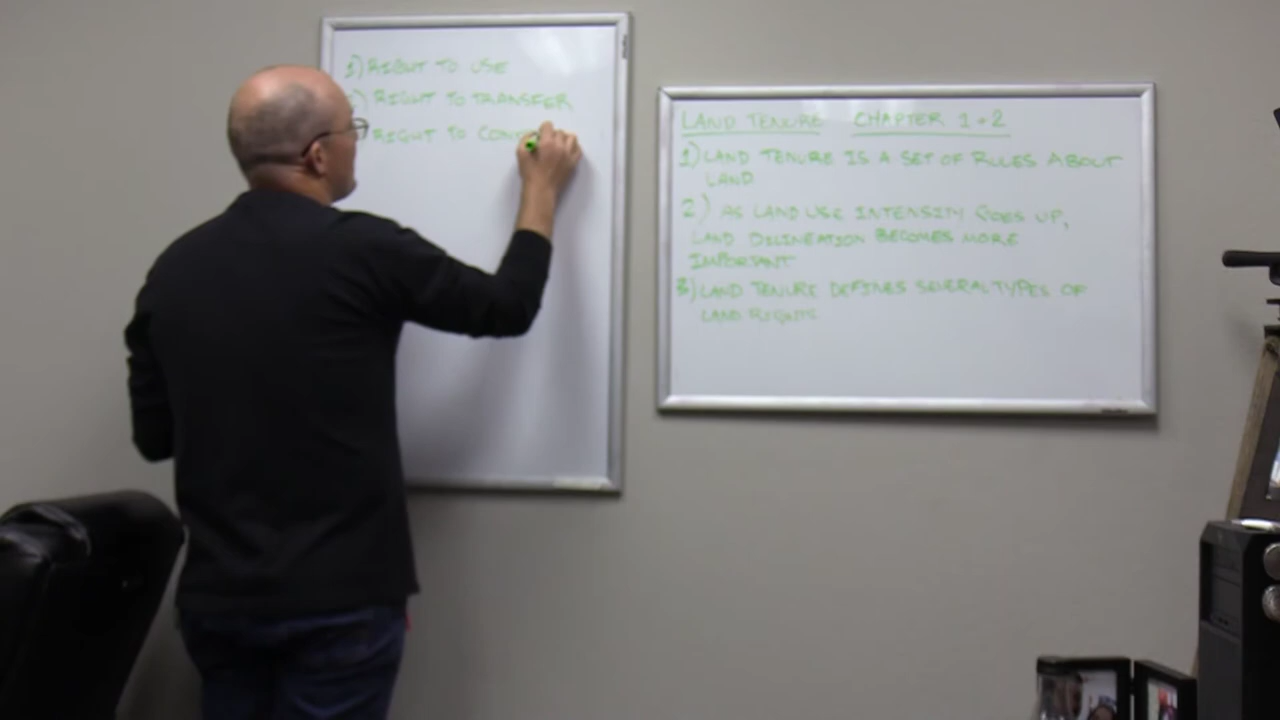 1) RIGHT TO USE
) RIGHT TO TRANSFER
RIGHT TO CONT
LAND TENURE CHAPTER 1+2
1) LAND TENURE IS A SET OF RULES ABOUT
LAND
2) AS LAND USE INTENSITY GOES UP,
LAND DILINEATION BECOMES MORE
IMPORTANT
3) LAND TENURE DEFINES SEVERAL TYPES OF
LAND RIGHTS